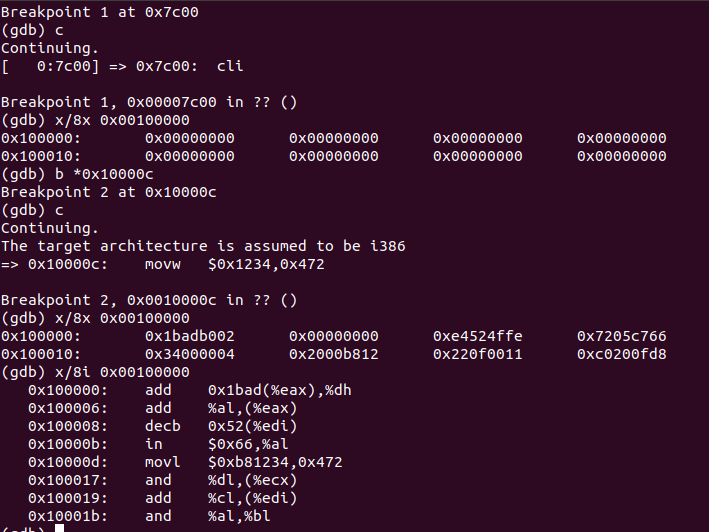 Breakpoint 1 at 0x7c00
(gdb) c
Continuing.
[   0:7c00] => 0x7c00:  cli
Breakpoint 1, 0x00007c00 in ?? ()
(gdb) x/8x 0x00100000
0x100000:       0x00000000      0x00000000      0x00000000      0x00000000
0x100010:       0x00000000      0x00000000      0x00000000      0x00000000
(gdb) b *0x10000c
Breakpoint 2 at 0x10000c
(gdb) c
Continuing.
The target architecture is assumed to be i386
=> 0x10000c:    movw   $0x1234,0x472
Breakpoint 2, 0x0010000c in ?? ()
(gdb) x/8x 0x00100000
0x100000:       0x1badb002      0x00000000      0xe4524ffe      0x7205c766
0x100010:       0x34000004      0x2000b812      0x220f0011      0xc0200fd8
(gdb) x/8i 0x00100000
   0x100000:    add    0x1bad(%eax),%dh
   0x100006:    add    %al,(%eax)
   0x100008:    decb   0x52(%edi)
   0x10000b:    in     $0x66,%al
   0x10000d:    movl   $0xb81234,0x472
   0x100017:    and    %dl,(%ecx)
   0x100019:    add    %cl,(%edi)
   0x10001b:    and    %al,%bl
(gdb)